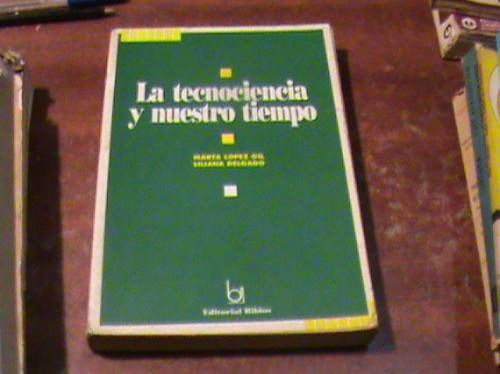 La tecnociencia
y nuestro tiempo
MARTA LOPEZ GIL
LILIANA DELGADO
Editorial Biblos